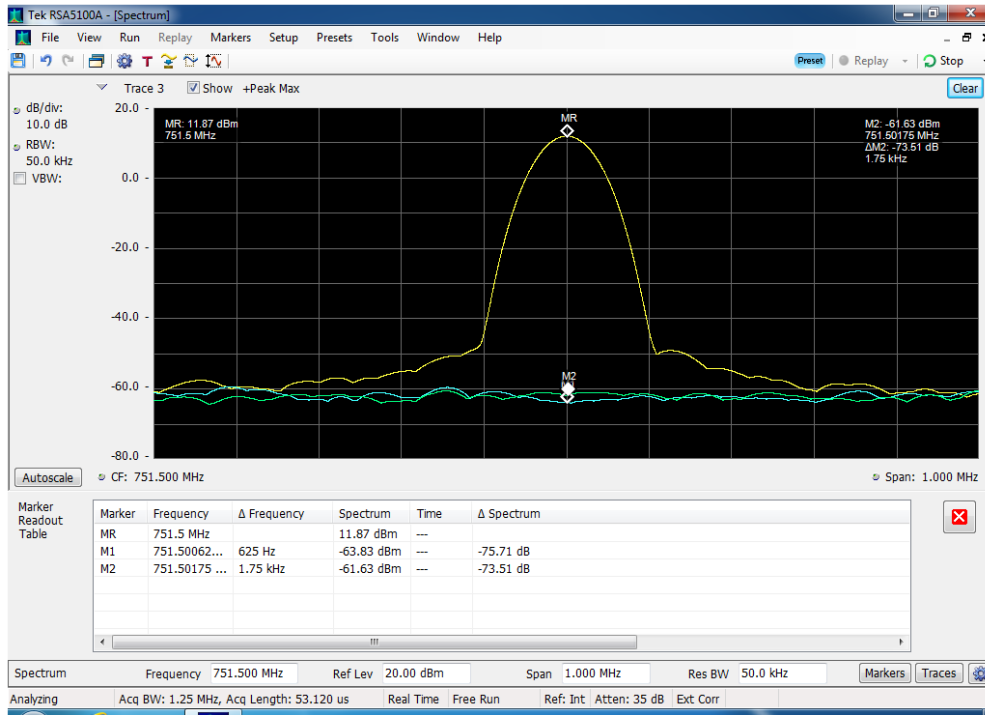 Tek RSA5100A - [Spectrum]
File View Run Replay Markers Setup Presets Tools Window Help
Preset Replay Stop
Trace 3 Show +Peak Max Clear
dB/div:
10.0 dB
RBW:
50.0 kHz
VBW:
20.0
0.0
-20.0
-40.0
-60.0
-80.0
MR: 11.87 dBm
751.5 MHz
MR
M2: -61.63 dBm
751.50175 MHz
ΔM2: -73.51 dB
1.75 kHz
M2
Autoscale CF: 751.500 MHz Span: 1.000 MHz
Marker
Readout
Table
Marker Frequency Δ Frequency Spectrum Time Δ Spectrum
MR 751.5 MHz 11.87 dBm ---
M1 751.50062... 625 Hz -63.83 dBm --- -75.71 dB
M2 751.50175 ... 1.75 kHz -61.63 dBm --- -73.51 dB
Spectrum Frequency 751.500 MHz Ref Lev 20.00 dBm Span 1.000 MHz Res BW 50.0 kHz Markers Traces
Analyzing Acq BW: 1.25 MHz, Acq Length: 53.120 us Real Time Free Run Ref: Int Atten: 35 dB Ext Corr